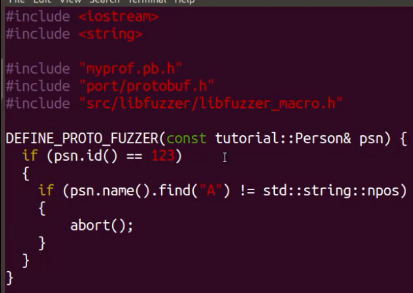 File Edit View Search Terminal Help
#include <iostream>
#include <string>
#include "myprof.pb.h"
#include "port/protobuf.h"
#include "src/libfuzzer/libfuzzer_macro.h"
DEFINE_PROTO_FUZZER(const tutorial::Person& psn) {
if (psn.id() == 123)
{
if (psn.name().find("A") != std::string::npos)
{
abort();
}
}
}